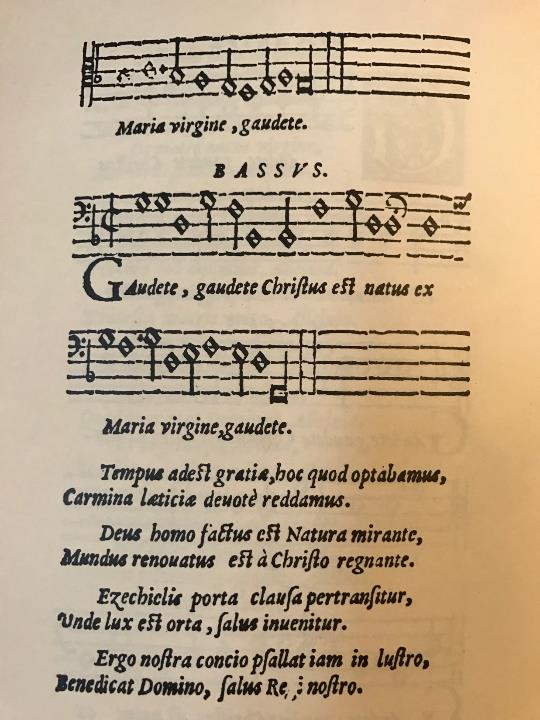 Maria virgine, gaudete.
BASSVS.
GAudete, gaudete Chriſtus eſt natus ex
Maria virgine, gaudete.
Tempus adeſt gratiæ, hoc quod optabamus,
Carmina læticiæ deuotè reddamus.
Deus homo factus eſt Natura mirante,
Mundus renouatus eſt à Chriſto regnante.
Ezechielis porta clauſa pertranſitur,
Unde lux eſt orta, ſalus inuenitur.
Ergo noſtra concio pſallat iam in luſtro,
Benedicat Domino, ſalus noſtro.